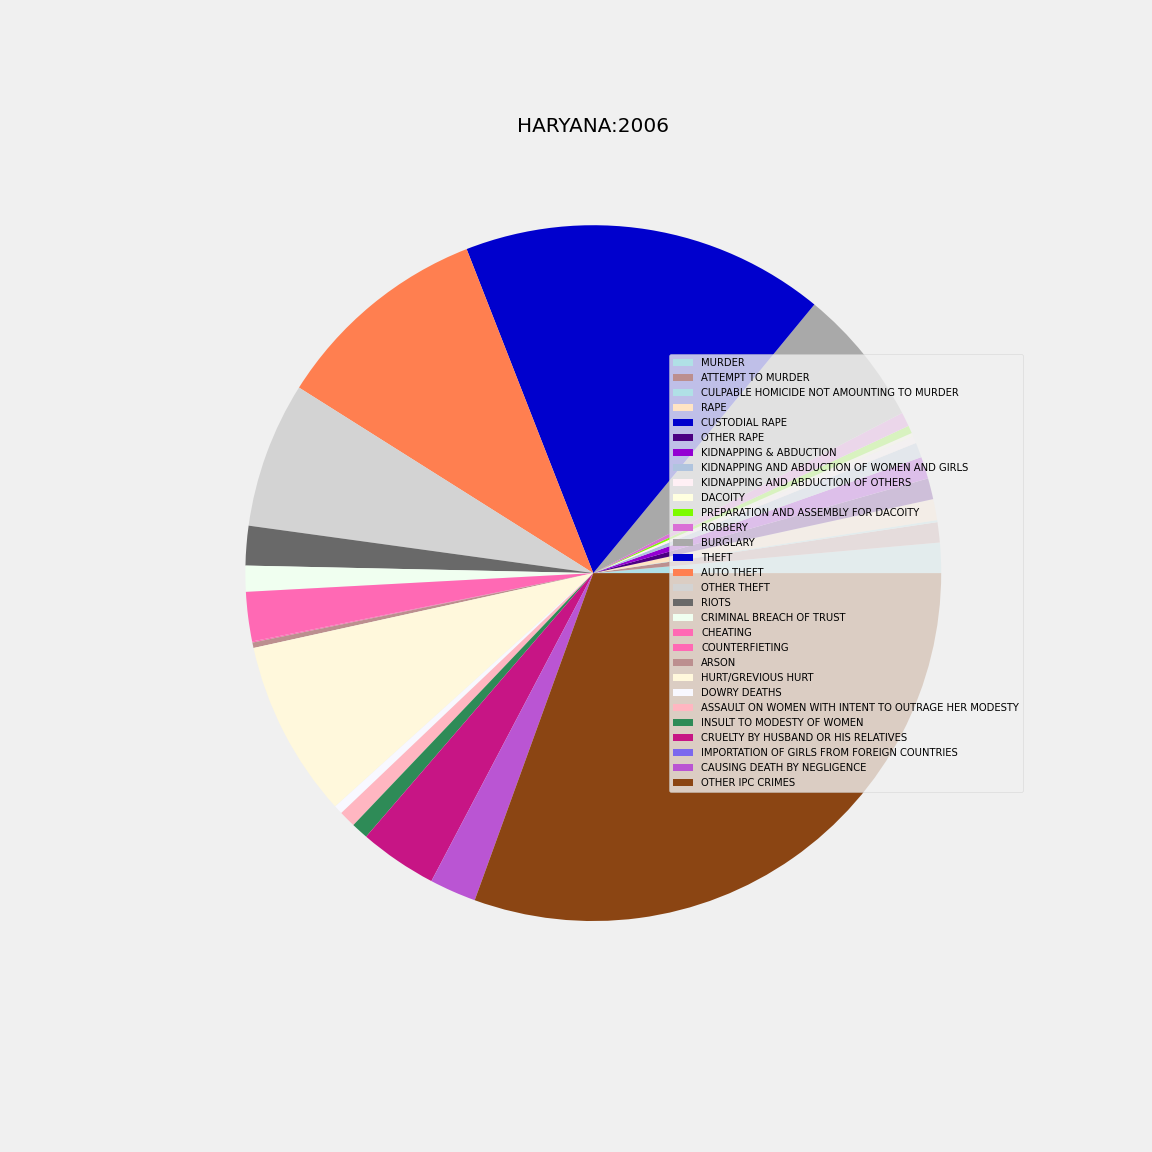 HARYANA:2006
MURDER
ATTEMPT TO MURDER
CULPABLE HOMICIDE NOT AMOUNTING TO MURDER
RAPE
CUSTODIAL RAPE
OTHER RAPE
KIDNAPPING & ABDUCTION
KIDNAPPING AND ABDUCTION OF WOMEN AND GIRLS
KIDNAPPING AND ABDUCTION OF OTHERS
DACOITY
PREPARATION AND ASSEMBLY FOR DACOITY
ROBBERY
BURGLARY
THEFT
AUTO THEFT
OTHER THEFT
RIOTS
CRIMINAL BREACH OF TRUST
CHEATING
COUNTERFIETING
ARSON
HURT/GREVIOUS HURT
DOWRY DEATHS
ASSAULT ON WOMEN WITH INTENT TO OUTRAGE HER MODESTY
INSULT TO MODESTY OF WOMEN
CRUELTY BY HUSBAND OR HIS RELATIVES
IMPORTATION OF GIRLS FROM FOREIGN COUNTRIES
CAUSING DEATH BY NEGLIGENCE
OTHER IPC CRIMES